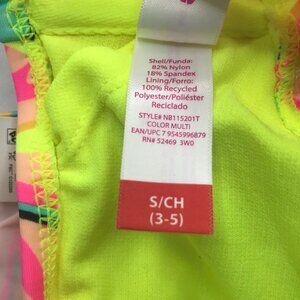 Shell/Funda:
82% Nylon
18% Spandex
Lining/Forro:
100% Recycled
Polyester/Poliéster
Reciclado
STYLE# NB115201T
COLOR MULTI
EAN/UPC 7 9545996879
RN# 52469 3W0
S/CH
(3-5)